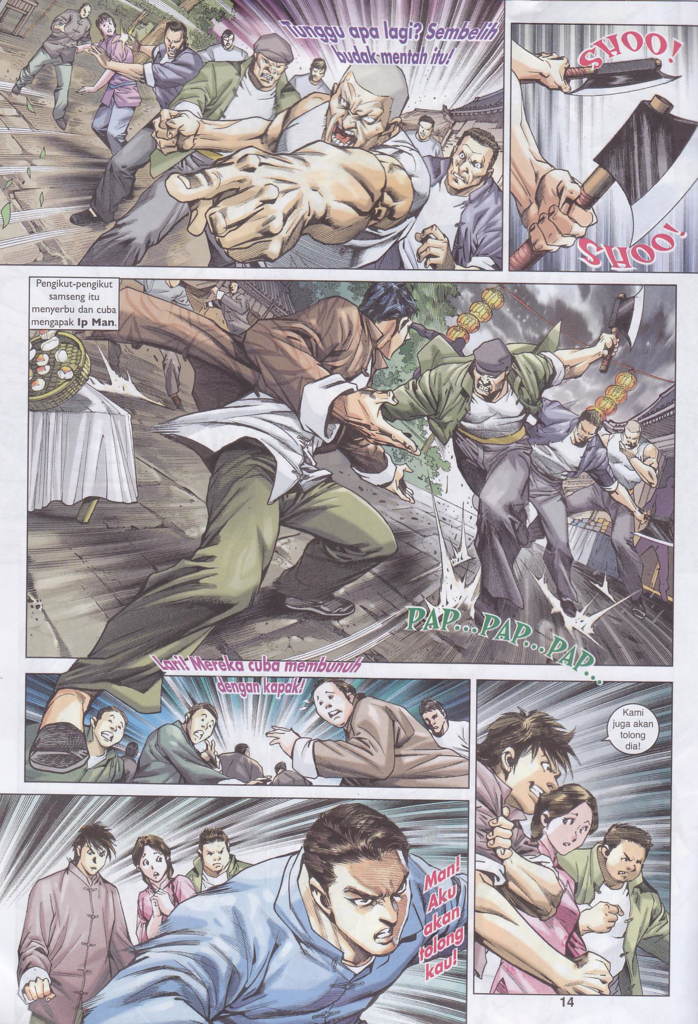 Tunggu apa lagi? Sembelih
budak mentah itu!
SHOO!
SHOO!
Pengikut-pengikut
samseng itu
menyerbu dan cuba
mengapak Ip Man.
PAP...PAP...PAP...
Lari! Mereka cuba membunuh
dengan kapak!
Kami
juga akan
tolong
dia!
Man!
Aku
akan
tolong
kau!
14